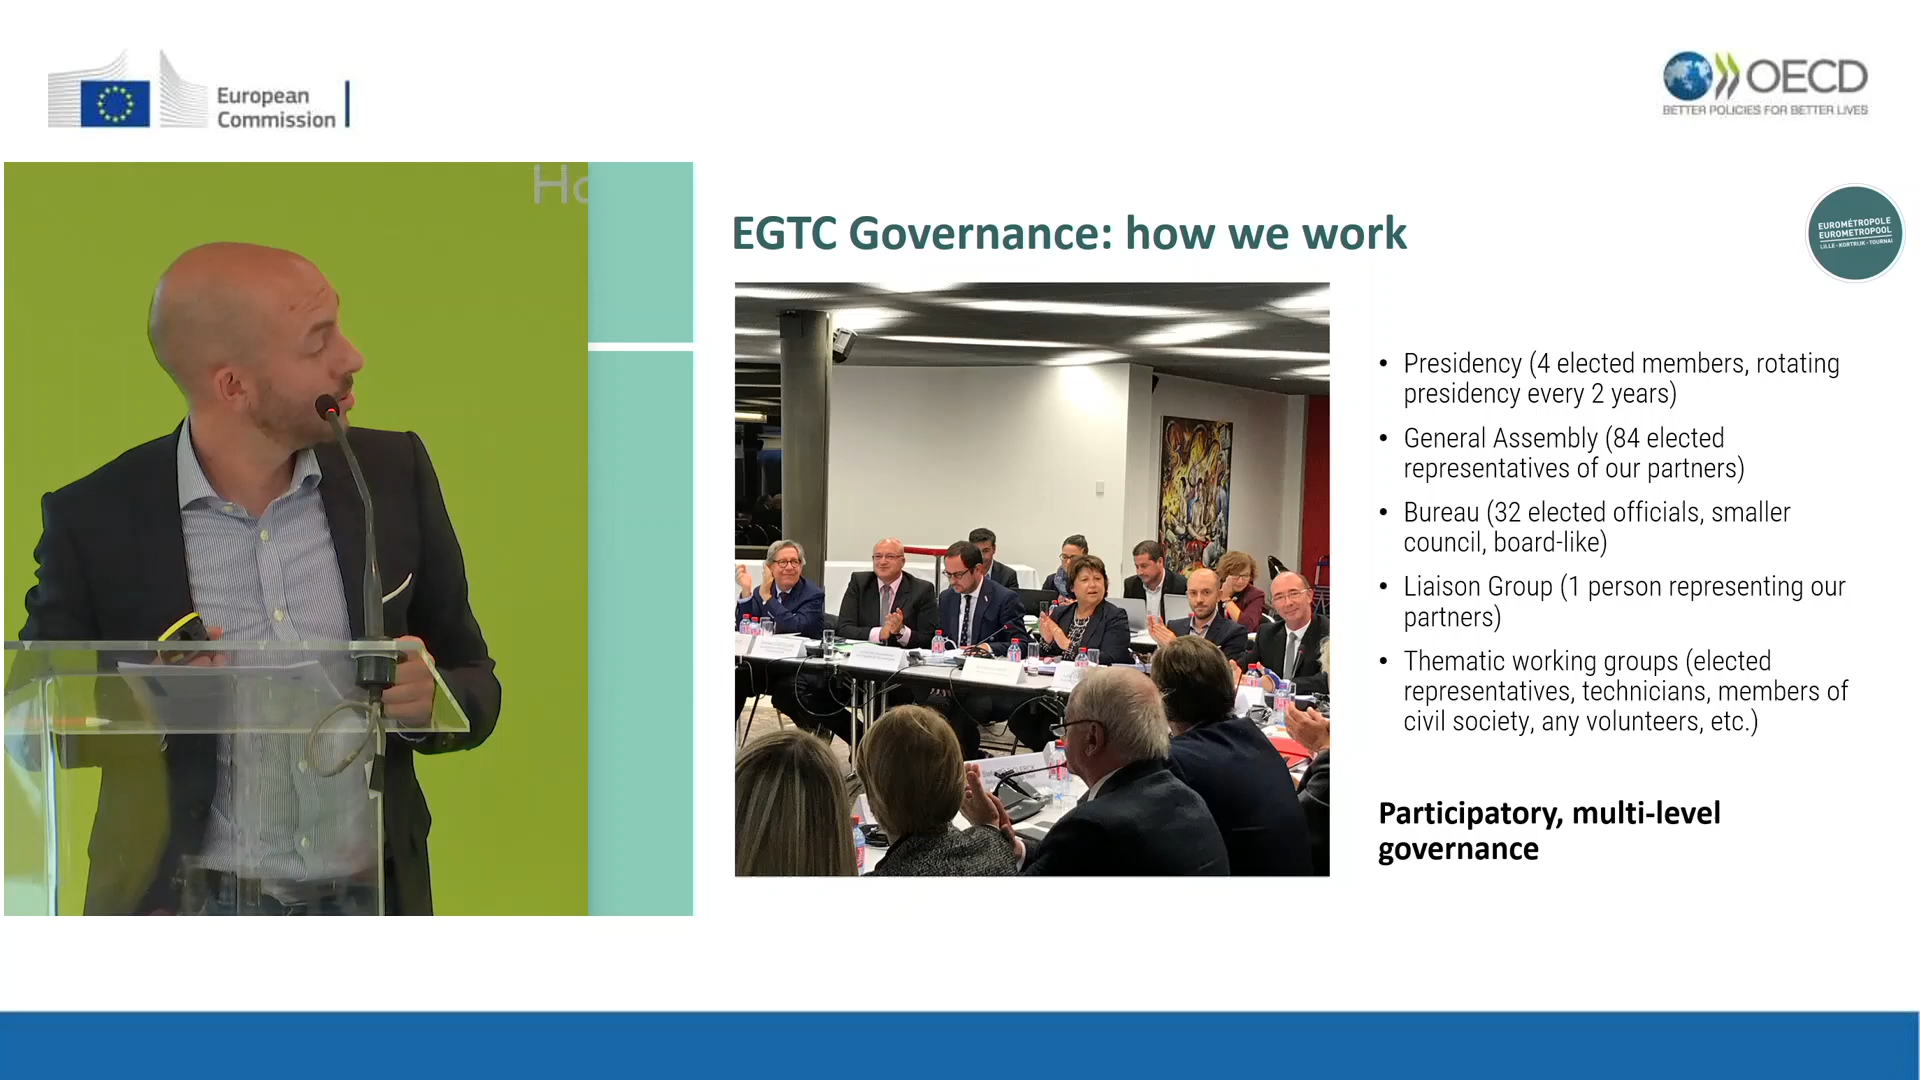 European
Commission
OECD
BETTER POLICIES FOR BETTER LIVES
Ho
EGTC Governance: how we work
EUROMÉTROPOLE
EUROMETROPOOL
LILLE-KORTRIJK-TOURNAI
• Presidency (4 elected members, rotating
presidency every 2 years)
• General Assembly (84 elected
representatives of our partners)
• Bureau (32 elected officials, smaller
council, board-like)
• Liaison Group (1 person representing our
partners)
• Thematic working groups (elected
representatives, technicians, members of
civil society, any volunteers, etc.)
Participatory, multi-level
governance